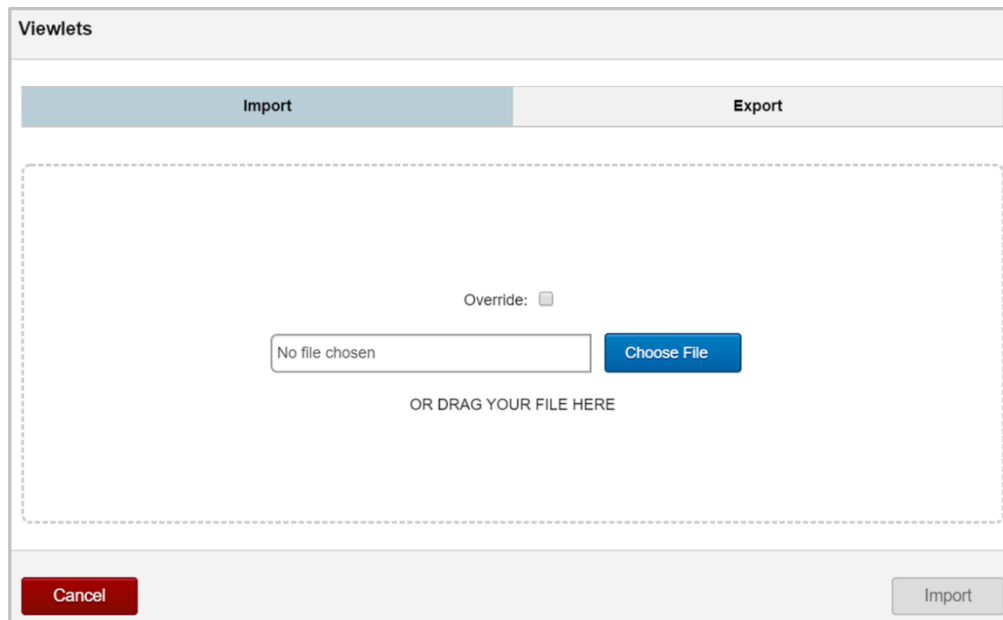 Viewlets
Import Export
Override:
No file chosen Choose File
OR DRAG YOUR FILE HERE
Cancel Import